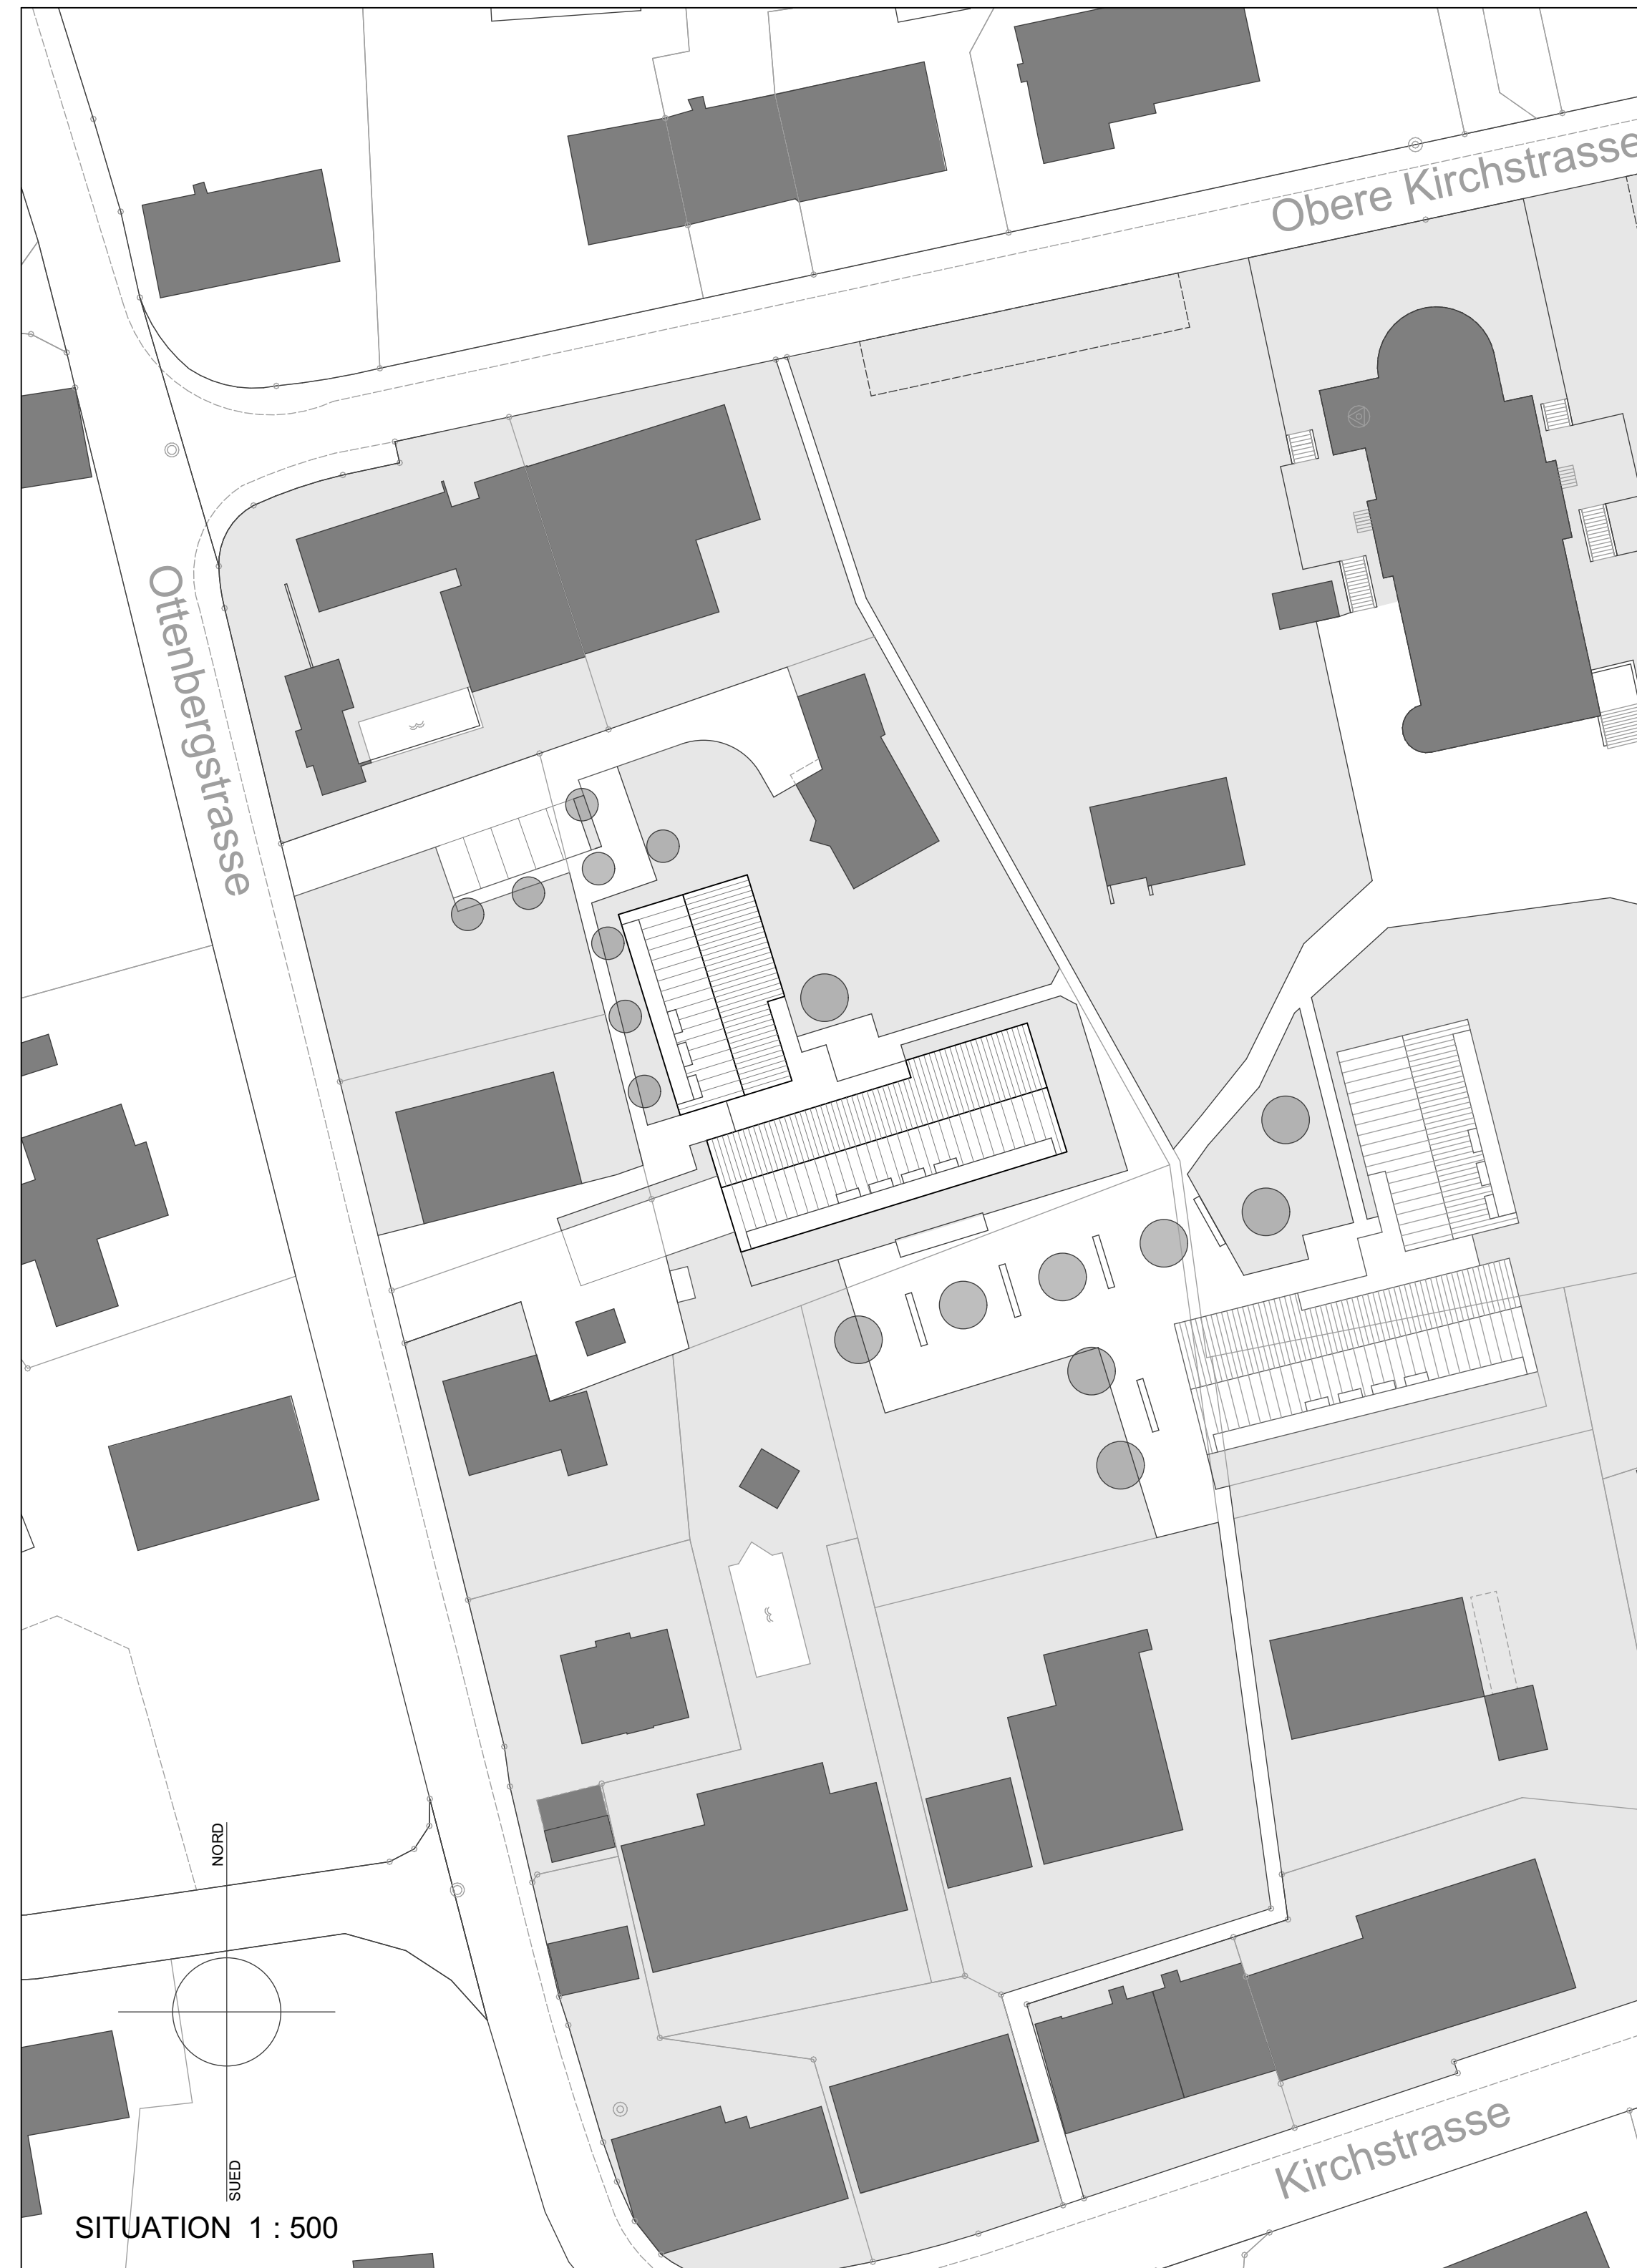 Obere Kirchstrasse
Ottenbergstrasse
NORD
SUED
Kirchstrasse
SITUATION 1 : 500